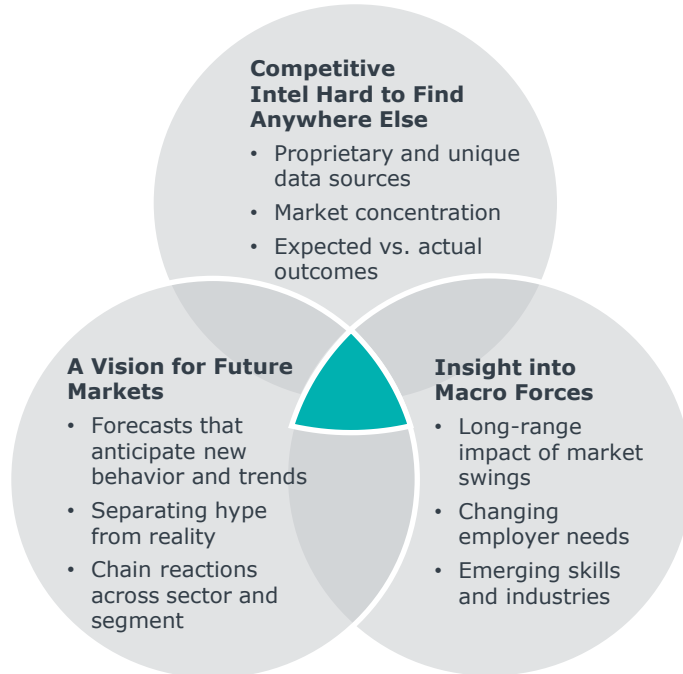 Competitive
Intel Hard to Find
Anywhere Else
• Proprietary and unique
data sources
• Market concentration
• Expected vs. actual
outcomes
A Vision for Future
Markets
• Forecasts that
anticipate new
behavior and trends
• Separating hype
from reality
• Chain reactions
across sector and
segment
Insight into
Macro Forces
• Long-range
impact of market
swings
• Changing
employer needs
• Emerging skills
and industries